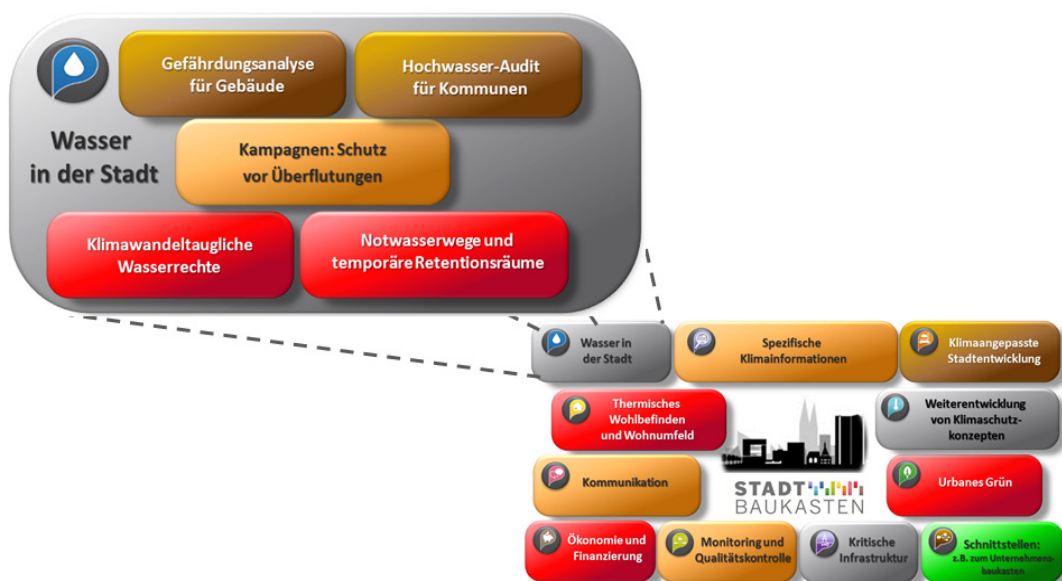 Gefährdungsanalyse
für Gebäude
Hochwasser-Audit
für Kommunen
Wasser
in der Stadt
Kampagnen: Schutz
vor Überflutungen
Klimawandeltaugliche
Wasserrechte
Notwasserwege und
temporäre Retentionsräume
Wasser in
der Stadt
Spezifische
Klimainformationen
Klimaangepasste
Stadtentwicklung
Thermisches
Wohlbefinden
und Wohnumfeld
Weiterentwicklung
von Klimaschutz-
konzepten
Kommunikation
STADT
BAUKASTEN
Urbanes Grün
Ökonomie und
Finanzierung
Monitoring und
Qualitätskontrolle
Kritische
Infrastruktur
Schnittstellen:
z.B. zum Unternehmens-
baukasten